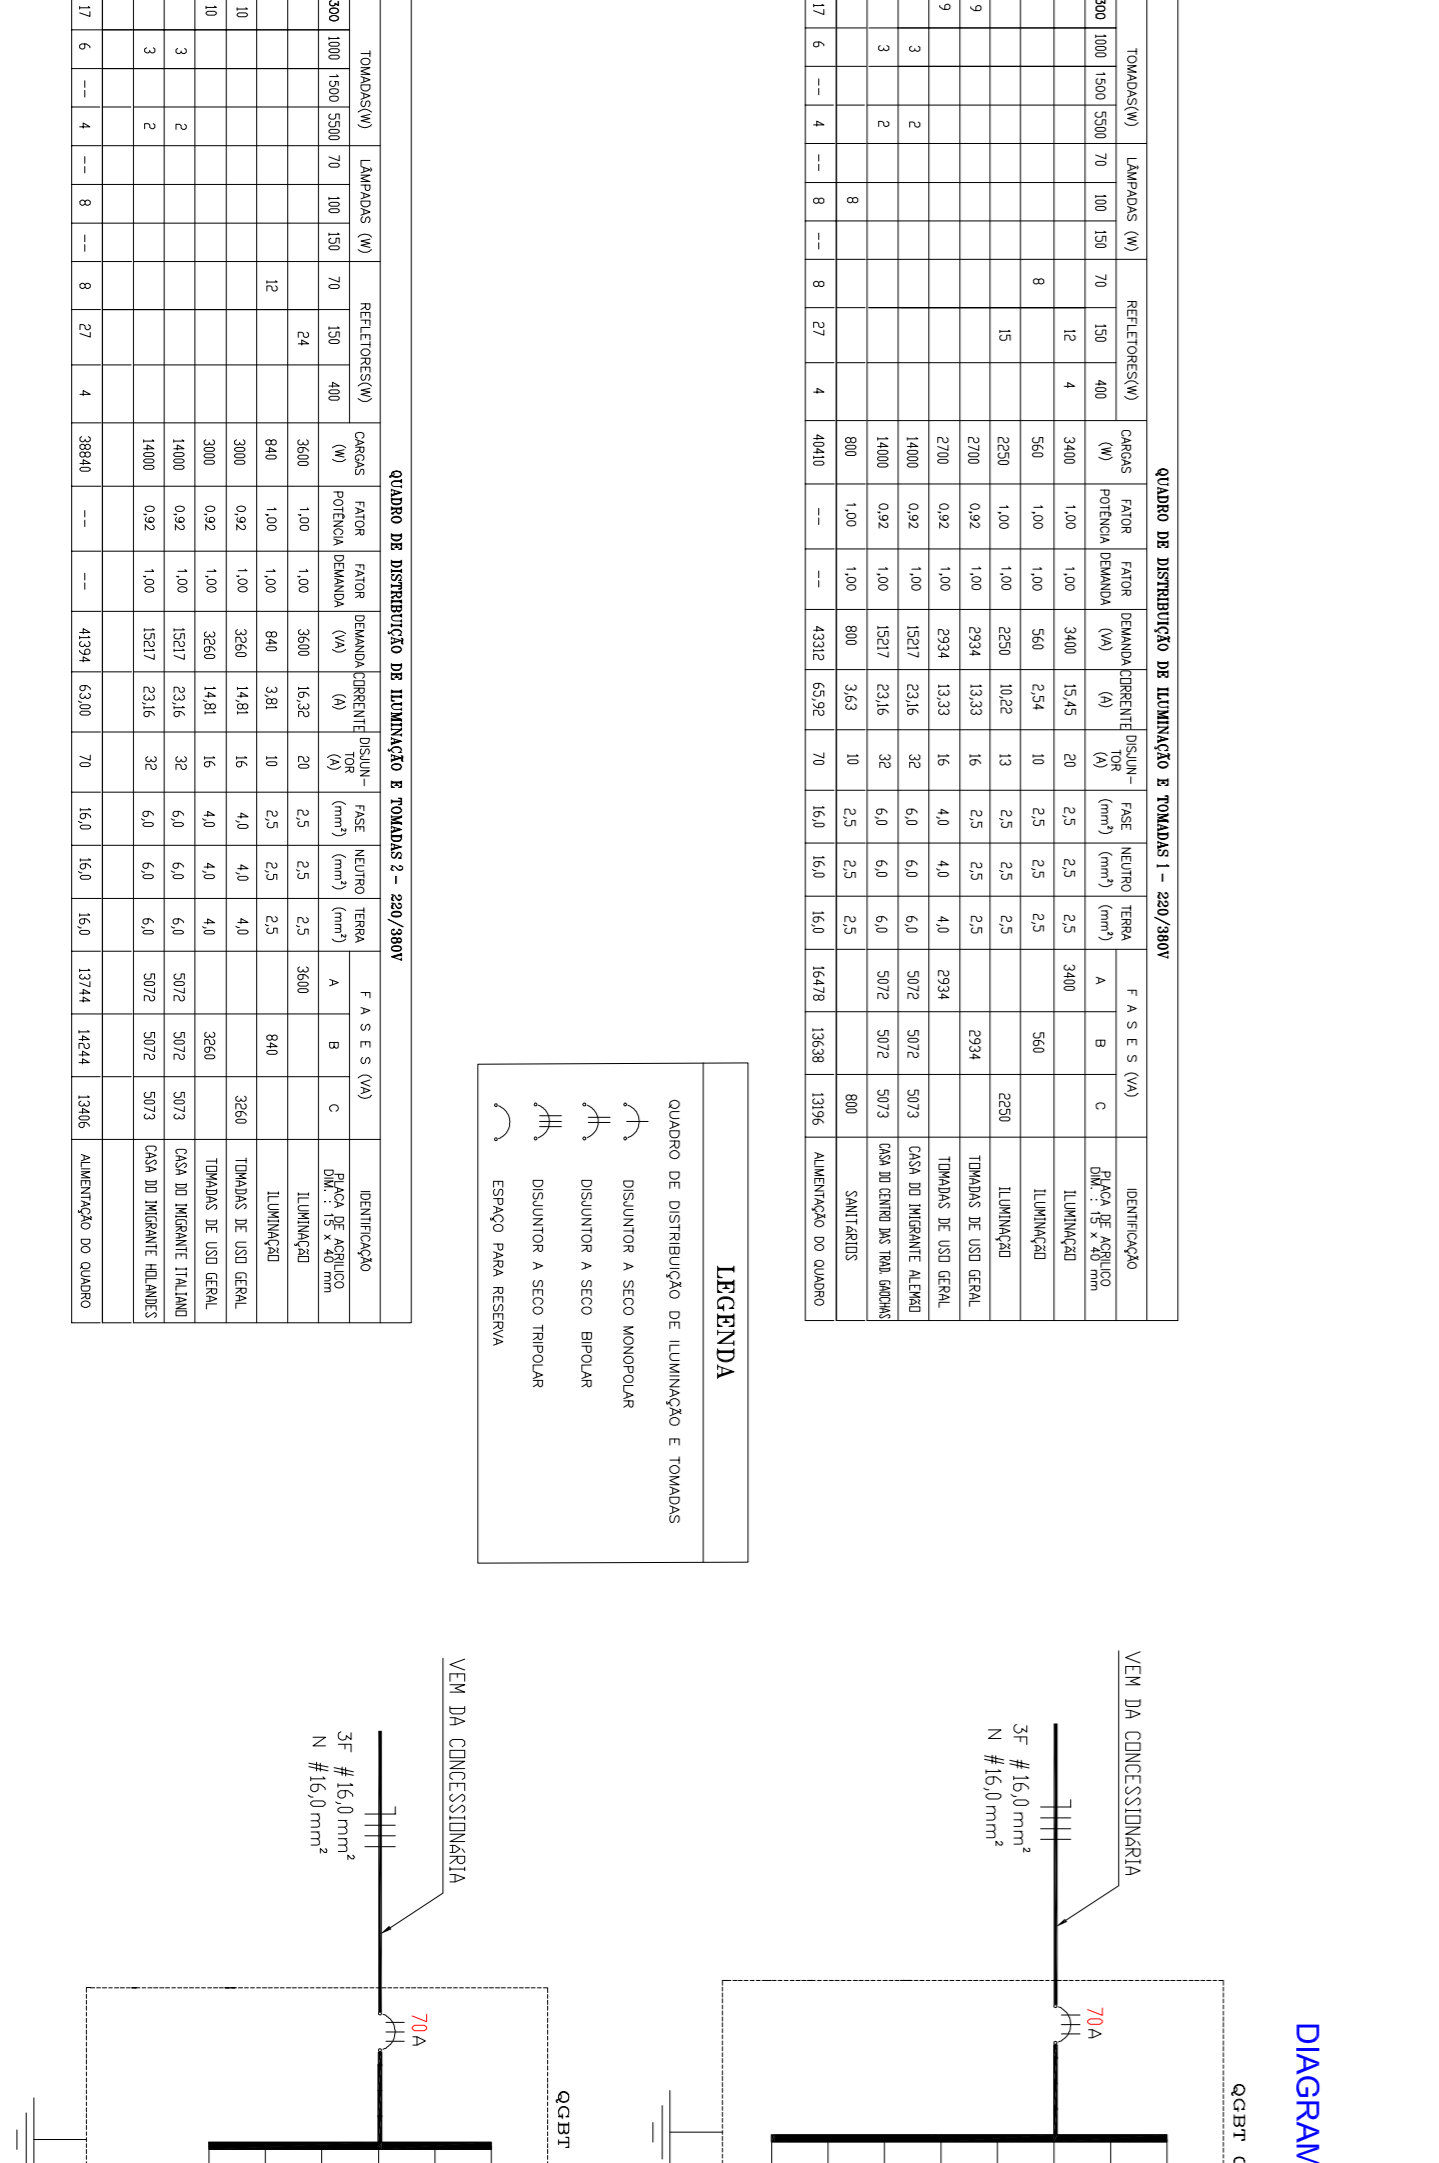 DIAGRAM
QUADRO DE DISTRIBUIÇÃO DE ILUMINAÇÃO E TOMADAS 1 - 220/380V
TOMADAS(W) LÂMPADAS (W) REFLETORES(W) CARGAS (W) FATOR POTÊNCIA FATOR DEMANDA DEMANDA (VA) CORRENTE (A) DISJUN-TOR (A) FASE (mm²) NEUTRO (mm²) TERRA (mm²) F A S E S (VA) IDENTIFICAÇÃO
300 1000 1500 5500 70 100 150 70 150 400 A B C PLACA DE ACRILICO DIM. : 15 x 40 mm
12 4 3400 1,00 1,00 3400 15,45 20 2,5 2,5 2,5 3400 ILUMINAÇÃO
8 560 1,00 1,00 560 2,54 10 2,5 2,5 2,5 560 ILUMINAÇÃO
15 2250 1,00 1,00 2250 10,22 13 2,5 2,5 2,5 2250 ILUMINAÇÃO
9 2700 0,92 1,00 2934 13,33 16 2,5 2,5 2,5 2934 TOMADAS DE USO GERAL
9 2700 0,92 1,00 2934 13,33 16 4,0 4,0 4,0 2934 TOMADAS DE USO GERAL
3 2 14000 0,92 1,00 15217 23,16 32 6,0 6,0 6,0 5072 5072 5073 CASA DO IMIGRANTE ALEMÃO
3 2 14000 0,92 1,00 15217 23,16 32 6,0 6,0 6,0 5072 5072 5073 CASA DO CENTRO DAS TRAD. GAÚCHAS
8 800 1,00 1,00 800 3,63 10 2,5 2,5 2,5 800 SANITÁRIOS
17 6 -- 4 -- 8 -- 8 27 4 40410 -- -- 43312 65,92 70 16,0 16,0 16,0 16478 13638 13196 ALIMENTAÇÃO DO QUADRO
LEGENDA
QUADRO DE DISTRIBUIÇÃO DE ILUMINAÇÃO E TOMADAS
DISJUNTOR A SECO MONOPOLAR
DISJUNTOR A SECO BIPOLAR
DISJUNTOR A SECO TRIPOLAR
ESPAÇO PARA RESERVA
QUADRO DE DISTRIBUIÇÃO DE ILUMINAÇÃO E TOMADAS 2 - 220/380V
TOMADAS(W) LÂMPADAS (W) REFLETORES(W) CARGAS (W) FATOR POTÊNCIA FATOR DEMANDA DEMANDA (VA) CORRENTE (A) DISJUN-TOR (A) FASE (mm²) NEUTRO (mm²) TERRA (mm²) F A S E S (VA) IDENTIFICAÇÃO
300 1000 1500 5500 70 100 150 70 150 400 A B C PLACA DE ACRILICO DIM. : 15 x 40 mm
24 3600 1,00 1,00 3600 16,32 20 2,5 2,5 2,5 3600 ILUMINAÇÃO
12 840 1,00 1,00 840 3,81 10 2,5 2,5 2,5 840 ILUMINAÇÃO
10 3000 0,92 1,00 3260 14,81 16 4,0 4,0 4,0 3260 TOMADAS DE USO GERAL
10 3000 0,92 1,00 3260 14,81 16 4,0 4,0 4,0 3260 TOMADAS DE USO GERAL
3 2 14000 0,92 1,00 15217 23,16 32 6,0 6,0 6,0 5072 5072 5073 CASA DO IMIGRANTE ITALIANO
3 2 14000 0,92 1,00 15217 23,16 32 6,0 6,0 6,0 5072 5072 5073 CASA DO IMIGRANTE HOLANDES
17 6 -- 4 -- 8 -- 8 27 4 38840 -- -- 41394 63,00 70 16,0 16,0 16,0 13744 14244 13406 ALIMENTAÇÃO DO QUADRO
VEM DA CONCESSIONÁRIA
3F #16,0mm²
N #16,0mm²
70A
QGBT
VEM DA CONCESSIONÁRIA
3F #16,0mm²
N #16,0mm²
70A
QGBT